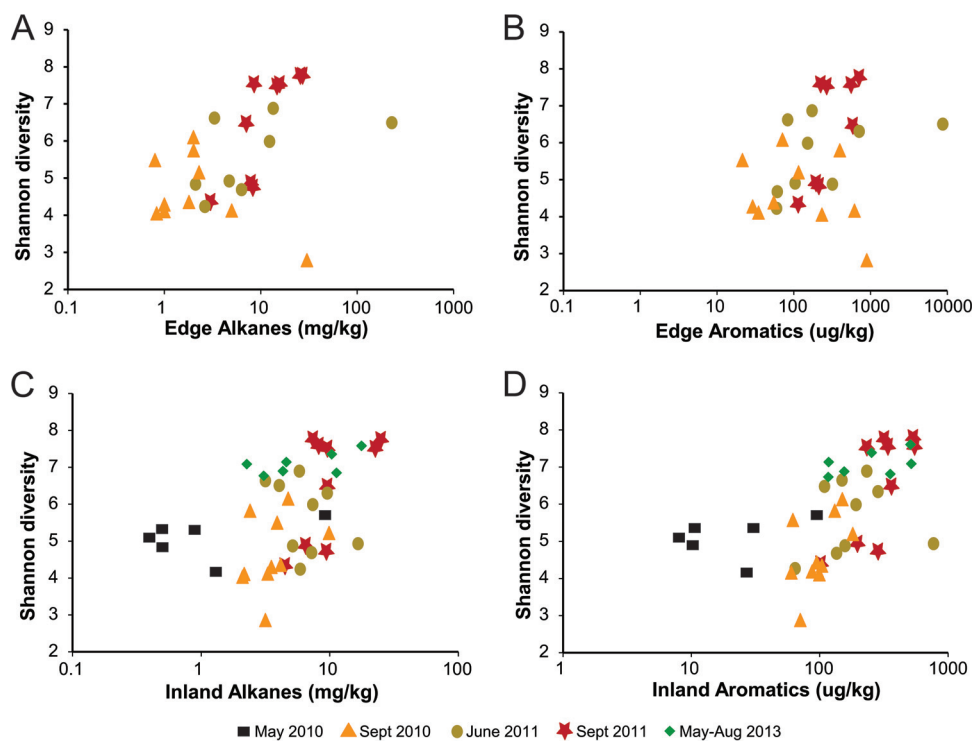 A
9
8
7
6
5
4
3
2
Shannon diversity
0.1 1 10 100 1000
Edge Alkanes (mg/kg)
B
9
8
7
6
5
4
3
2
Shannon diversity
0.1 1 10 100 1000 10000
Edge Aromatics (ug/kg)
C
9
8
7
6
5
4
3
2
Shannon diversity
0.1 1 10 100
Inland Alkanes (mg/kg)
D
9
8
7
6
5
4
3
2
Shannon diversity
1 10 100 1000
Inland Aromatics (ug/kg)
May 2010 Sept 2010 June 2011 Sept 2011 May-Aug 2013